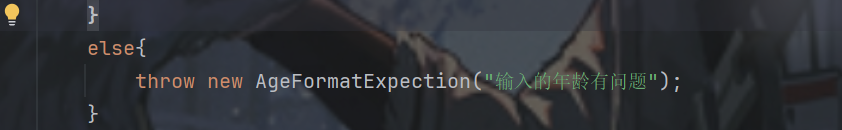 }
else{
throw new AgeFormatExpection("输入的年龄有问题");
}